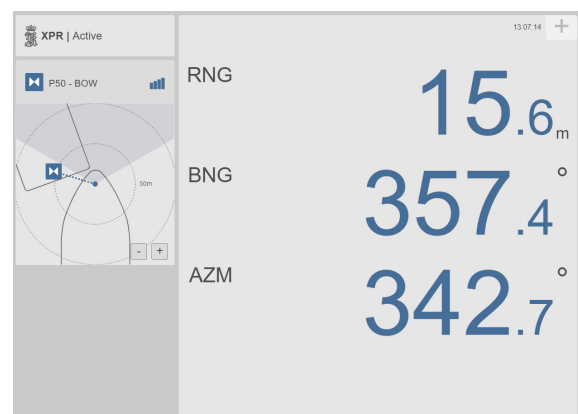 XPR | Active
P50 - BOW
50m
- +
13:07:14 +
RNG
15.6m
BNG
357.4°
AZM
342.7°